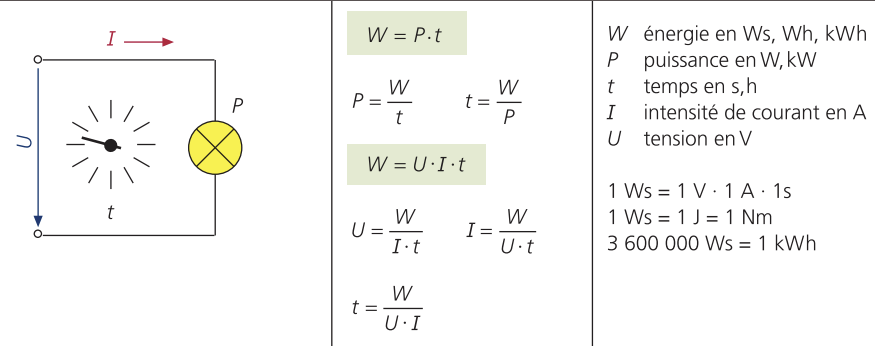 I
U
t
P
W = P · t
P = W/t t = W/P
W = U · I · t
U = W/(I · t) I = W/(U · t)
t = W/(U · I)
W énergie en Ws, Wh, kWh
P puissance en W, kW
t temps en s,h
I intensité de courant en A
U tension en V
1 Ws = 1 V · 1 A · 1s
1 Ws = 1 J = 1 Nm
3 600 000 Ws = 1 kWh